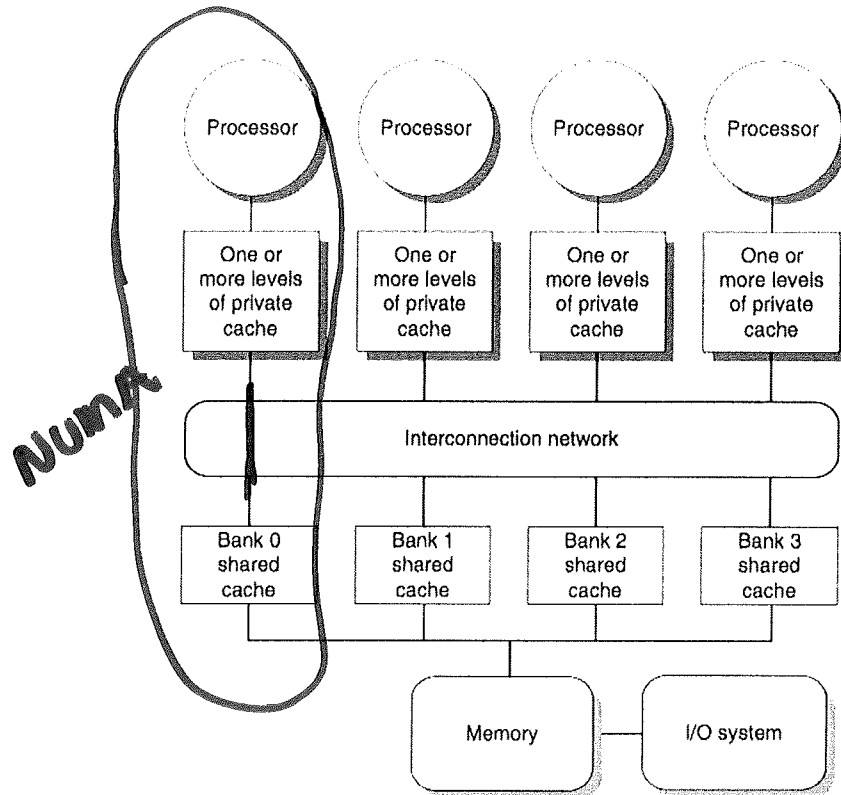 Processor
Processor
Processor
Processor
One or
more levels
of private
cache
One or
more levels
of private
cache
One or
more levels
of private
cache
One or
more levels
of private
cache
NUMA
Interconnection network
Bank 0
shared
cache
Bank 1
shared
cache
Bank 2
shared
cache
Bank 3
shared
cache
Memory
I/O system